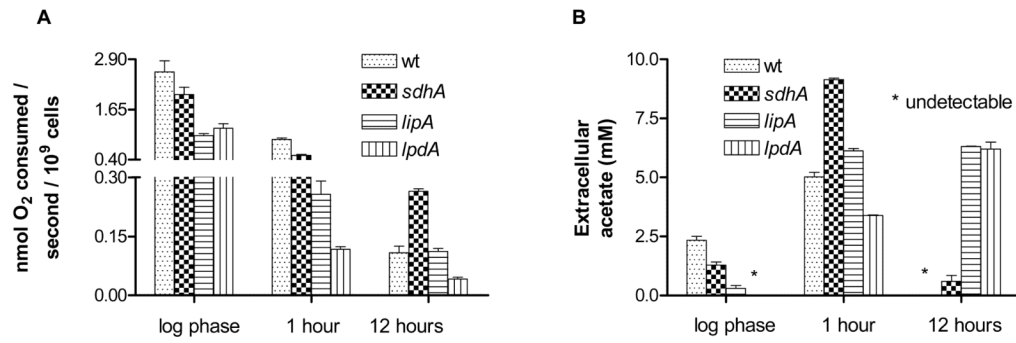 A
nmol O₂ consumed /
second / 10⁹ cells
2.90
1.65
0.40
0.30
0.15
0.00
wt
sdhA
lipA
lpdA
log phase
1 hour
12 hours
B
Extracellular
acetate (mM)
10.0
7.5
5.0
2.5
0.0
wt
sdhA
lipA
lpdA
* undetectable
*
*
log phase
1 hour
12 hours